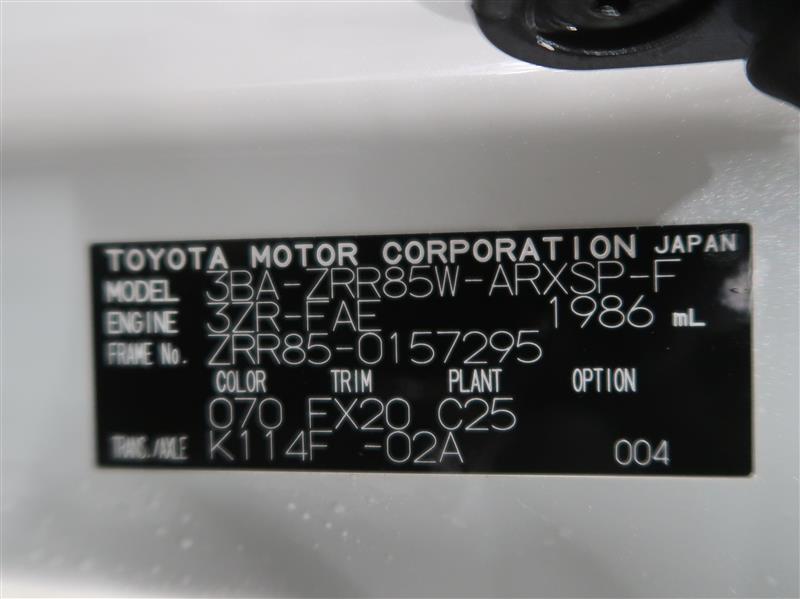 TOYOTA MOTOR CORPORATION JAPAN
MODEL 3BA-ZRR85W-ARXSP-F
ENGINE 3ZR-FAE 1986 mL
FRAME No. ZRR85-0157295
COLOR TRIM PLANT OPTION
070 FX20 C25
TRANS./AXLE K114F -02A 004